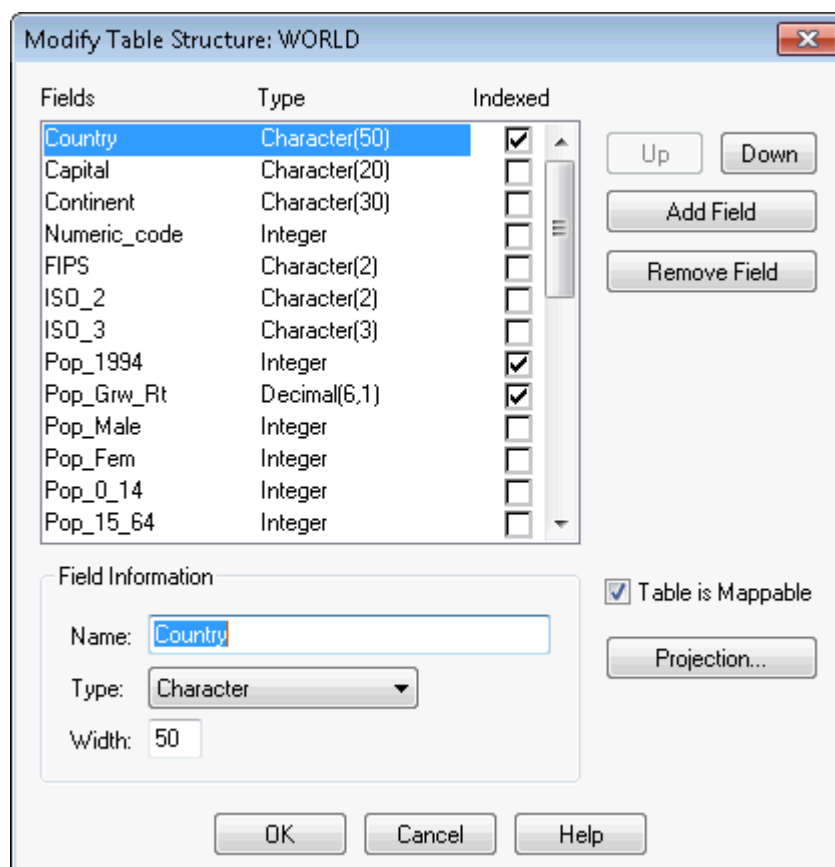 Modify Table Structure: WORLD
Fields Type Indexed
Country Character(50)
Capital Character(20)
Continent Character(30)
Numeric_code Integer
FIPS Character(2)
ISO_2 Character(2)
ISO_3 Character(3)
Pop_1994 Integer
Pop_Grw_Rt Decimal(6,1)
Pop_Male Integer
Pop_Fem Integer
Pop_0_14 Integer
Pop_15_64 Integer
Up Down
Add Field
Remove Field
Field Information
Name: Country
Type: Character
Width: 50
Table is Mappable
Projection...
OK Cancel Help